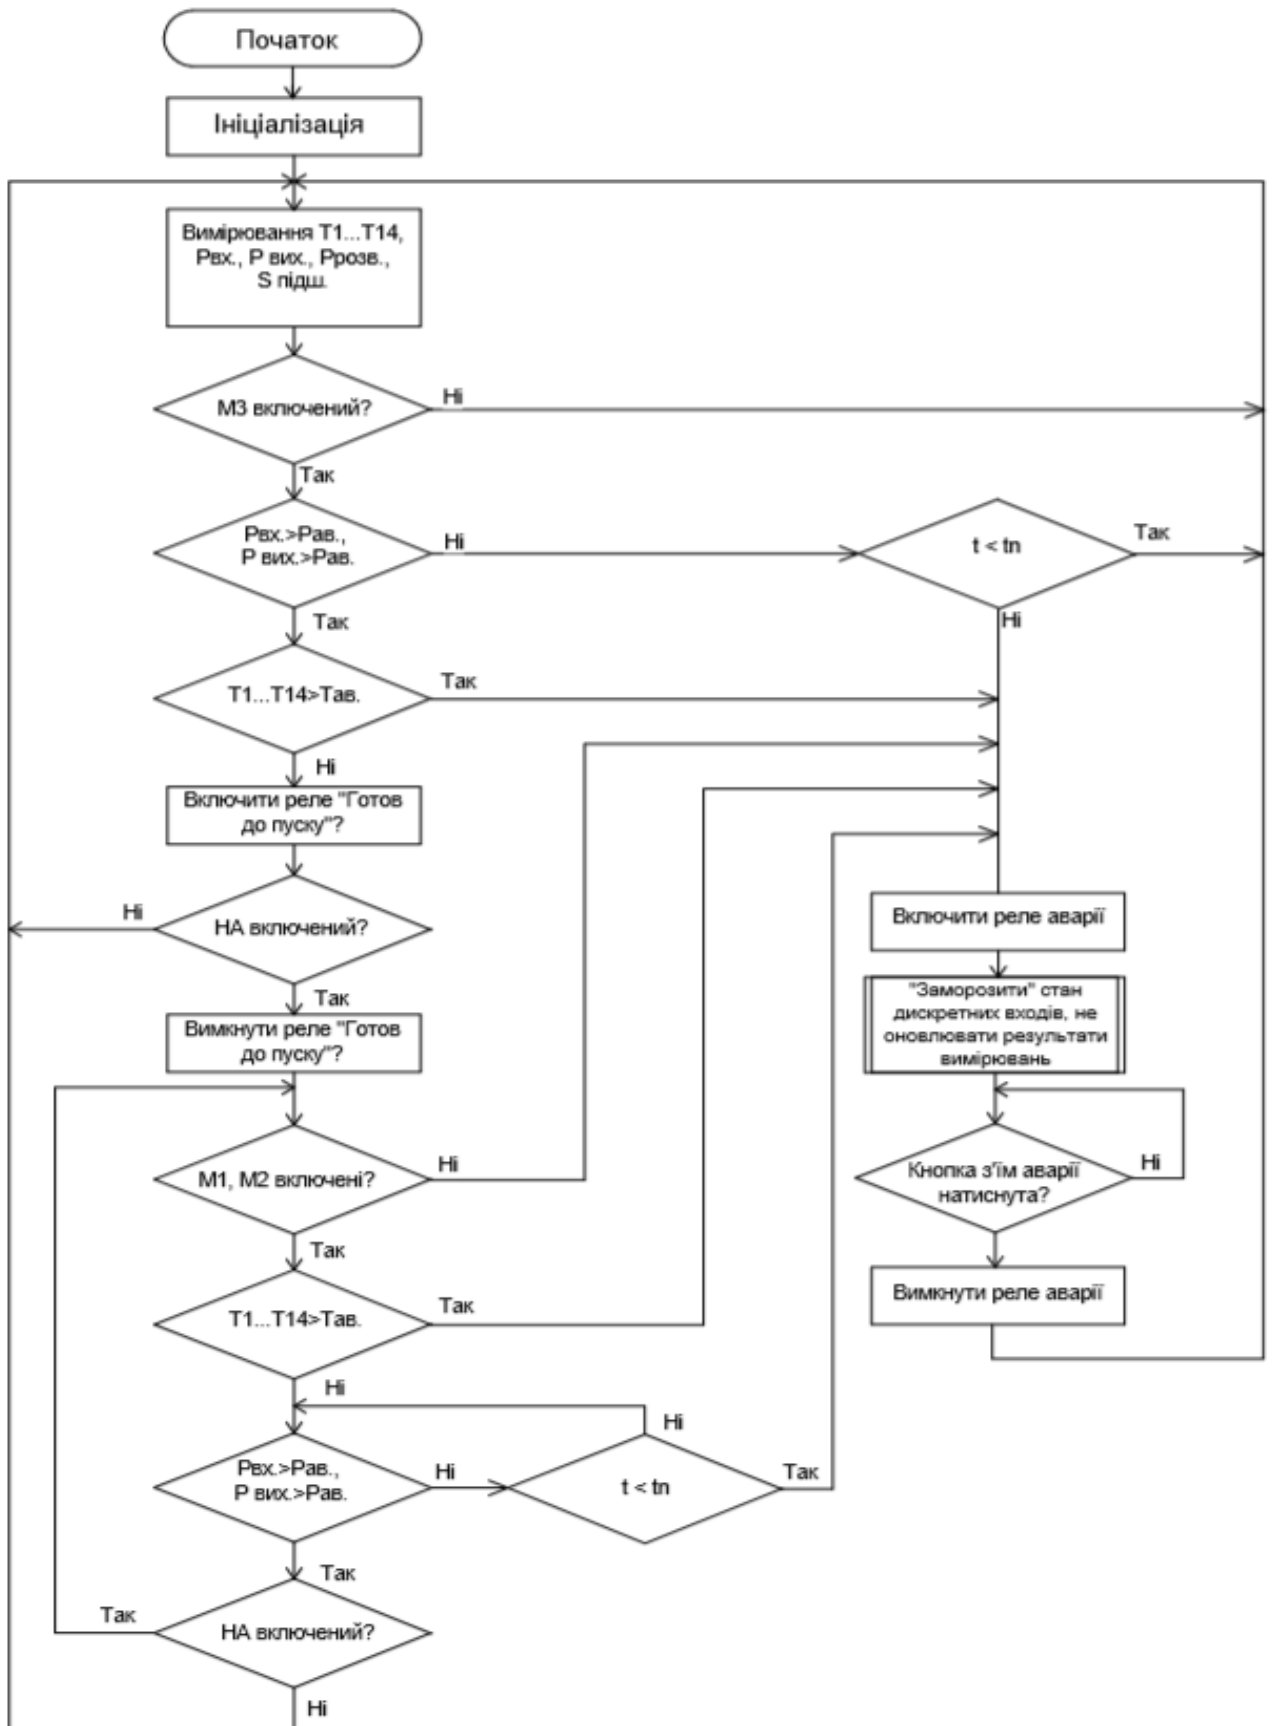 Початок
Ініціалізація
Вимірювання Т1...Т14,
Рвх., Р вих., Ррозв.,
S підш.
М3 включений?
Ні
Так
Рвх.>Рав.,
Р вих.>Рав.
Ні
t < tn
Так
Ні
Так
Т1...Т14>Тав.
Так
Ні
Включити реле "Готов
до пуску"?
НА включений?
Ні
Так
Вимкнути реле "Готов
до пуску"?
Включити реле аварії
"Заморозити" стан
дискретних входів, не
оновлювати результати
вимірювань
М1, М2 включені?
Ні
Так
Кнопка з'їм аварії
натиснута?
Ні
Вимкнути реле аварії
Т1...Т14>Тав.
Так
Ні
Рвх.>Рав.,
Р вих.>Рав.
Ні
t < tn
Ні
Так
Так
НА включений?
Так
Ні